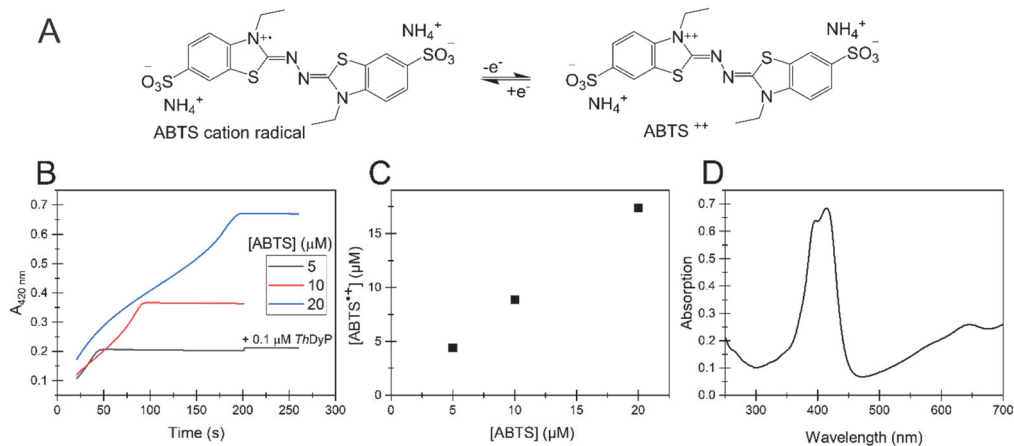 A
N
+•
S
N
N
S
N
O₃S
–
NH₄⁺
NH₄⁺
SO₃
–
-e⁻
+e⁻
N
++
S
N
N
S
N
O₃S
–
NH₄⁺
NH₄⁺
SO₃
–
ABTS cation radical
ABTS ⁺⁺
B
A420 nm
0.7
0.6
0.5
0.4
0.3
0.2
0.1
[ABTS] (µM)
5
10
20
+ 0.1 µM ThDyP
0 50 100 150 200 250 300
Time (s)
C
[ABTS•+] (µM)
15
10
5
0
0 5 10 15 20
[ABTS] (µM)
D
Absorption
0.7
0.6
0.5
0.4
0.3
0.2
0.1
0.0
300 400 500 600 700
Wavelength (nm)